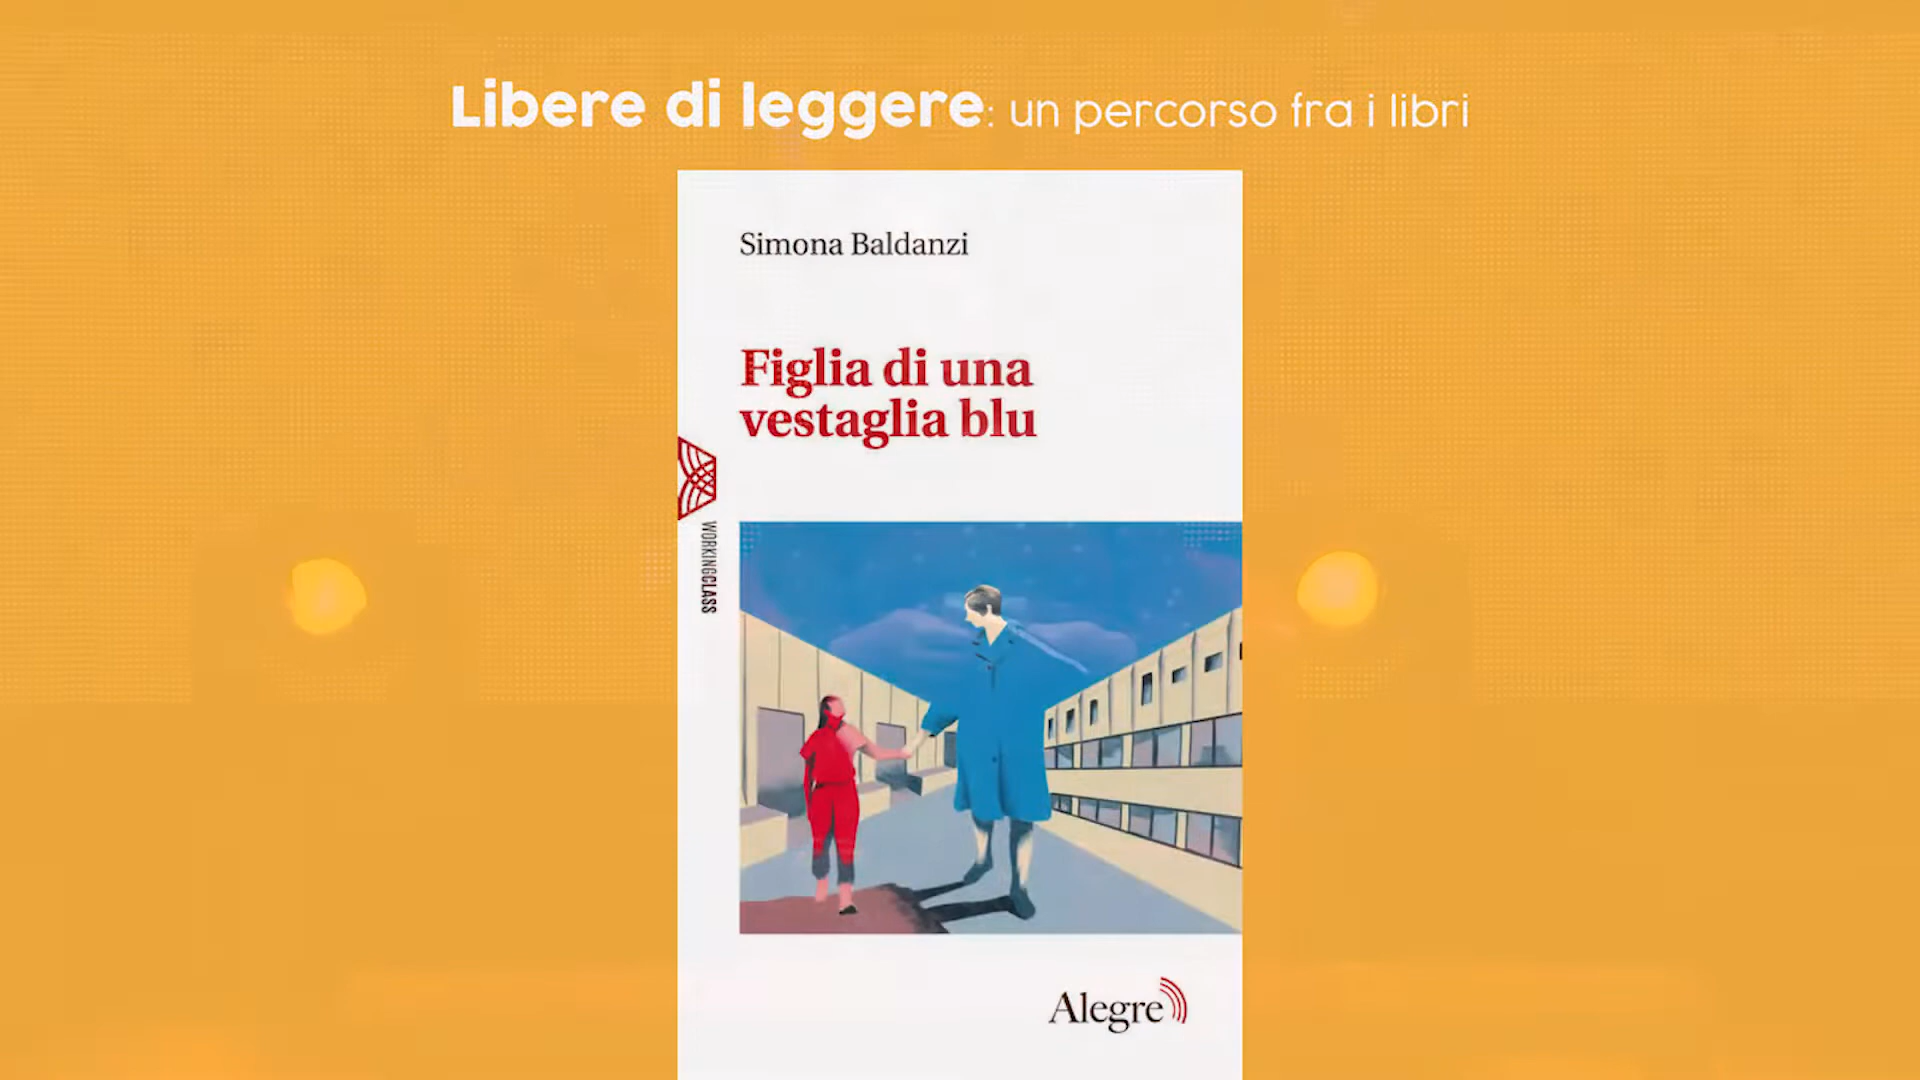 Libere di leggere: un percorso fra i libri
Simona Baldanzi
Figlia di una
vestaglia blu
WORKINGCLASS
Alegre